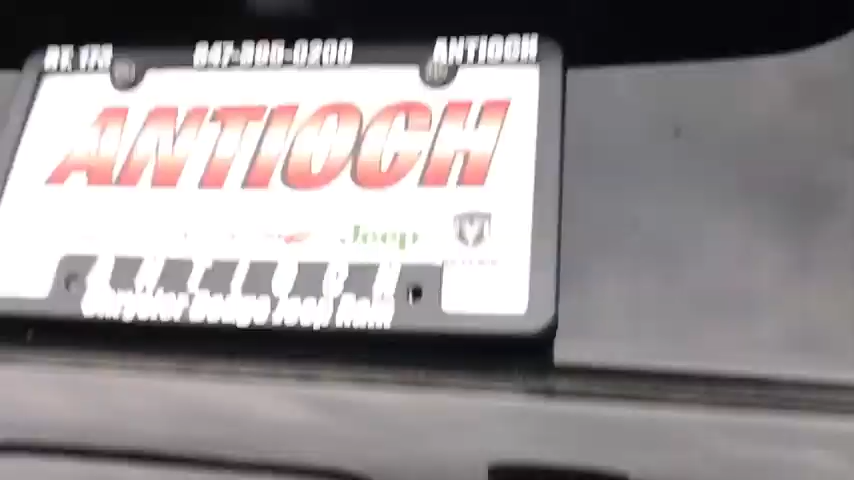 RT. 173 847-395-0200 ANTIOCH
ANTIOCH
Jeep
Chrysler Dodge Jeep Ram